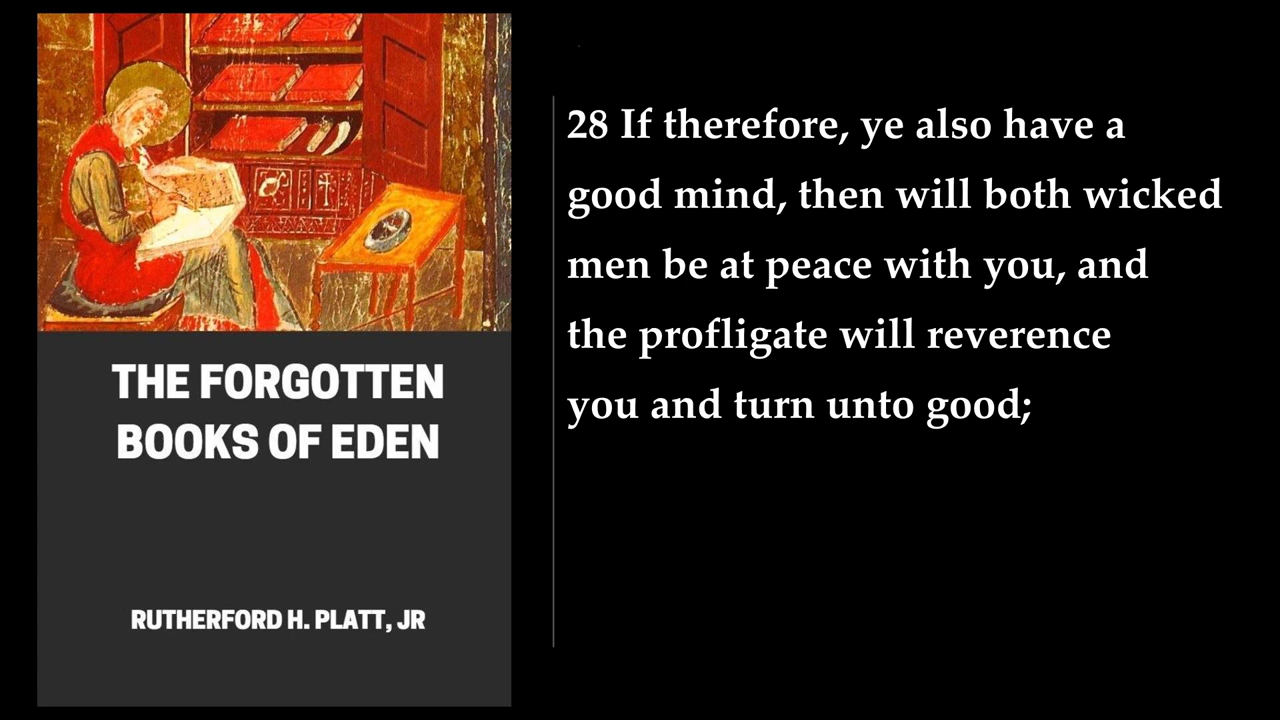 THE FORGOTTEN
BOOKS OF EDEN
RUTHERFORD H. PLATT, JR
28 If therefore, ye also have a
good mind, then will both wicked
men be at peace with you, and
the profligate will reverence
you and turn unto good;